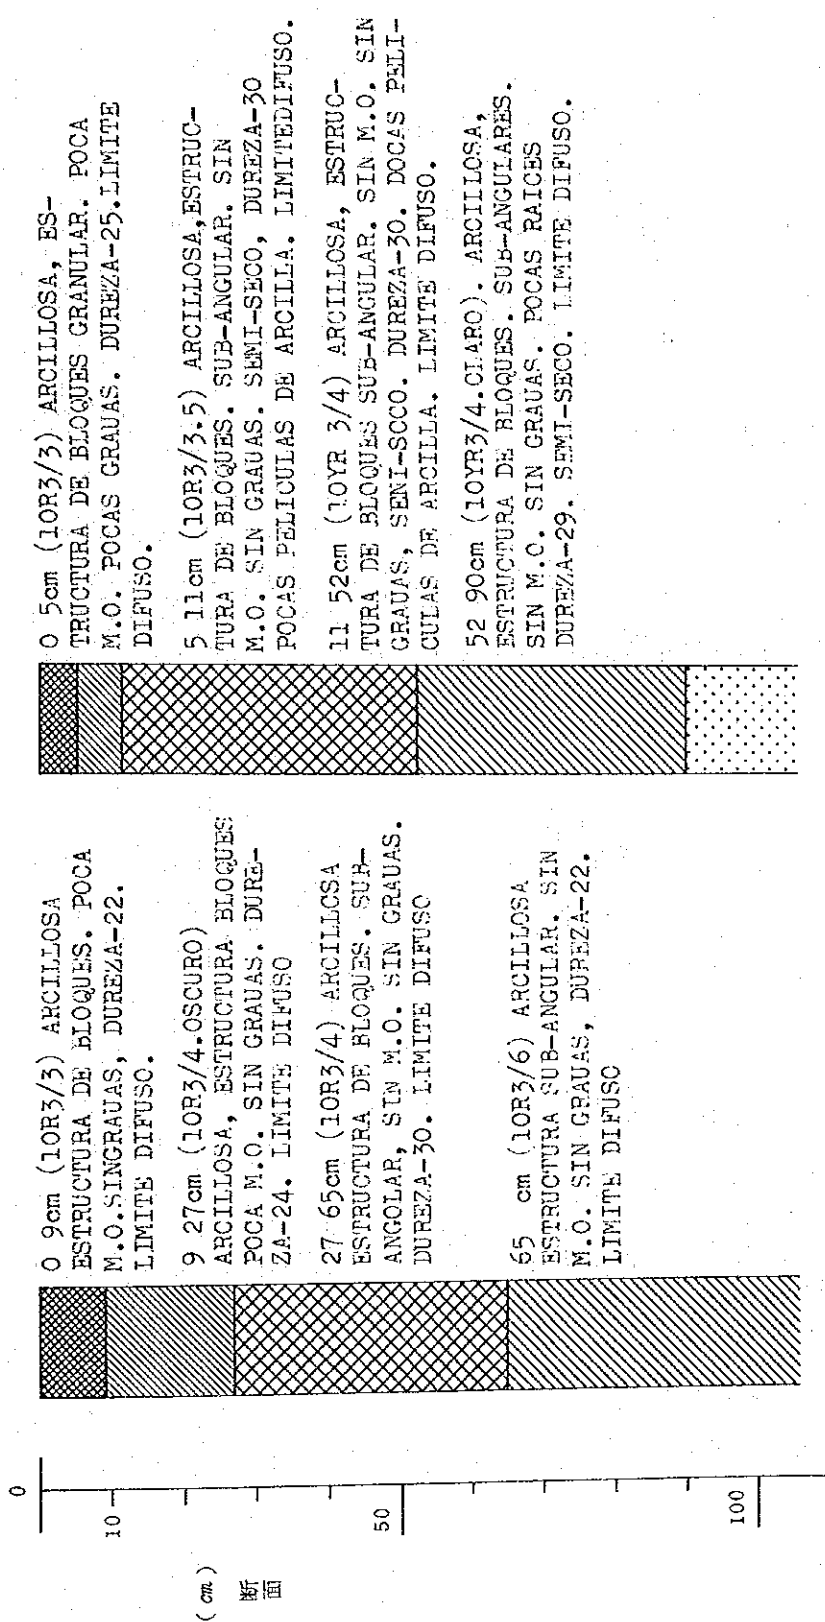 0
10
50
100
(cm)
断面
0 9cm (10R3/3) ARCILLOSA
ESTRUCTURA DE BLOQUES. POCA
M.O.SINGRAUAS, DUREZA-22.
LIMITE DIFUSO.
9 27cm (10R3/4.OSCURO)
ARCILLOSA, ESTRUCTURA BLOQUES
POCA M.O. SIN GRAUAS. DURE-
ZA-24. LIMITE DIFUSO
27 65cm (10R3/4) ARCILLOSA
ESTRUCTURA DE BLOQUES. SUB-
ANGOLAR, SIN M.O. SIN GRAUAS.
DUREZA-30. LIMITE DIFUSO
65 cm (10R3/6) ARCILLOSA
ESTRUCTURA SUB-ANGULAR. SIN
M.O. SIN GRAUAS, DUREZA-22.
LIMITE DIFUSO
0 5cm (10R3/3) ARCILLOSA, ES-
TRUCTURA DE BLOQUES GRANULAR. POCA
M.O. POCAS GRAUAS. DUREZA-25.LIMITE
DIFUSO.
5 11cm (10R3/3.5) ARCILLOSA,ESTRUC-
TURA DE BLOQUES. SUB-ANGULAR. SIN
M.O. SIN GRAUAS. SEMI-SECO, DUREZA-30
POCAS PELICULAS DE ARCILLA. LIMITEDIFUSO.
11 52cm (10YR 3/4) ARCILLOSA, ESTRUC-
TURA DE BLOQUES SUB-ANGULAR. SIN M.O. SIN
GRAUAS, SENI-SCCO. DUREZA-30. DOCAS PELI-
CULAS DE ARCILLA. LIMITE DIFUSO.
52 90cm (10YR3/4.CLARO). ARCILLOSA,
ESTRUCTURA DE BLOQUES. SUB-ANGULARES.
SIN M.O. SIN GRAUAS. POCAS RAICES
DUREZA-29. SEMI-SECO. LIMITE DIFUSO.